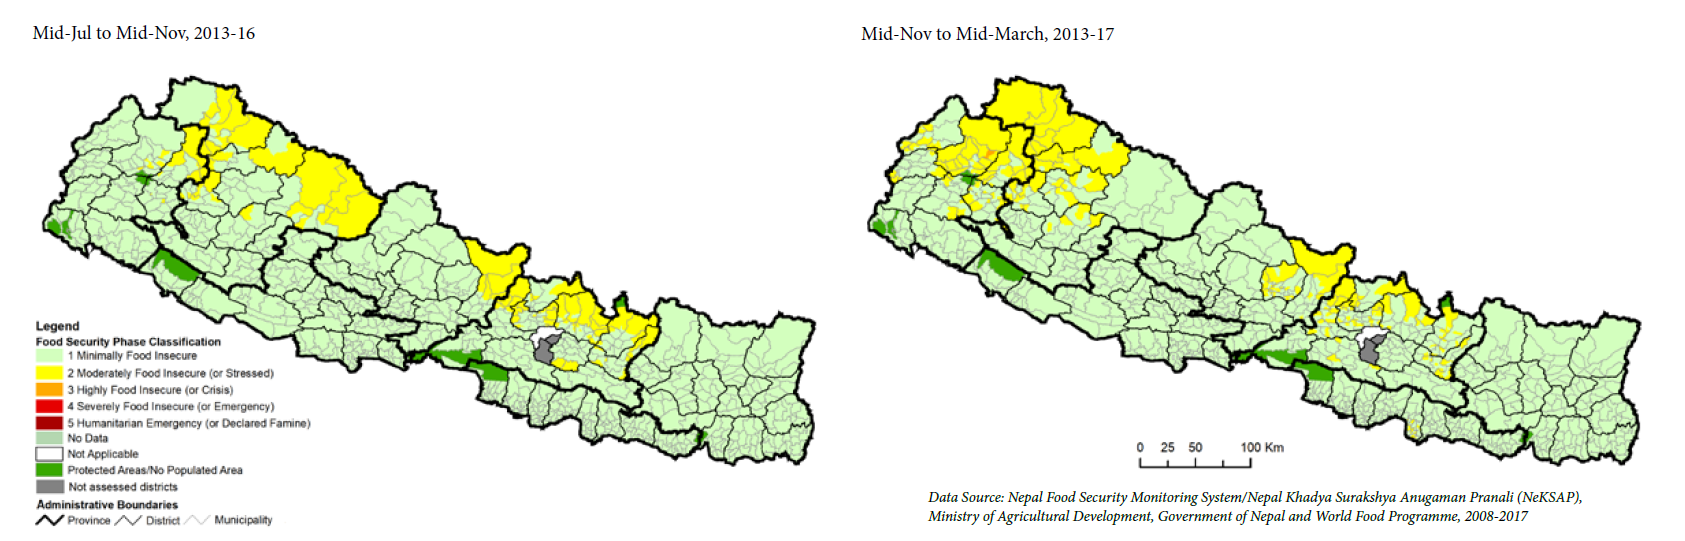 Mid-Jul to Mid-Nov, 2013-16
Mid-Nov to Mid-March, 2013-17
Legend
Food Security Phase Classification
1 Minimally Food Insecure
2 Moderately Food Insecure (or Stressed)
3 Highly Food Insecure (or Crisis)
4 Severely Food Insecure (or Emergency)
5 Humanitarian Emergency (or Declared Famine)
No Data
Not Applicable
Protected Areas/No Populated Area
Not assessed districts
Administrative Boundaries
Province District Municipality
0 25 50 100 Km
Data Source: Nepal Food Security Monitoring System/Nepal Khadya Surakshya Anugaman Pranali (NeKSAP),
Ministry of Agricultural Development, Government of Nepal and World Food Programme, 2008-2017